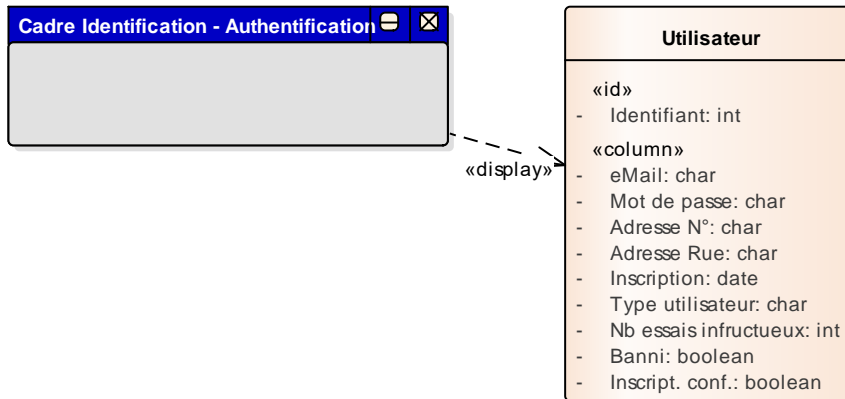 Cadre Identification - Authentification
Utilisateur
«id»
- Identifiant: int
«column»
- eMail: char
- Mot de passe: char
- Adresse N°: char
- Adresse Rue: char
- Inscription: date
- Type utilisateur: char
- Nb essais infructueux: int
- Banni: boolean
- Inscript. conf.: boolean
«display»